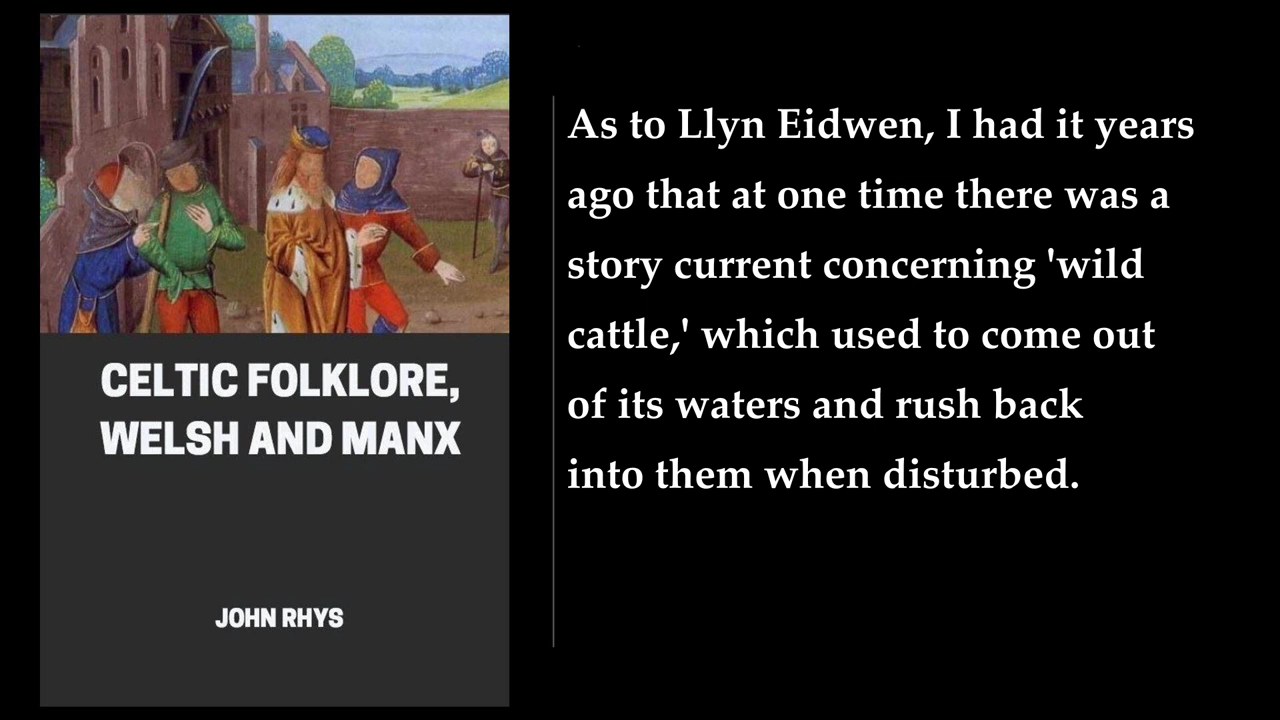 CELTIC FOLKLORE,
WELSH AND MANX
JOHN RHYS
As to Llyn Eidwen, I had it years
ago that at one time there was a
story current concerning 'wild
cattle,' which used to come out
of its waters and rush back
into them when disturbed.